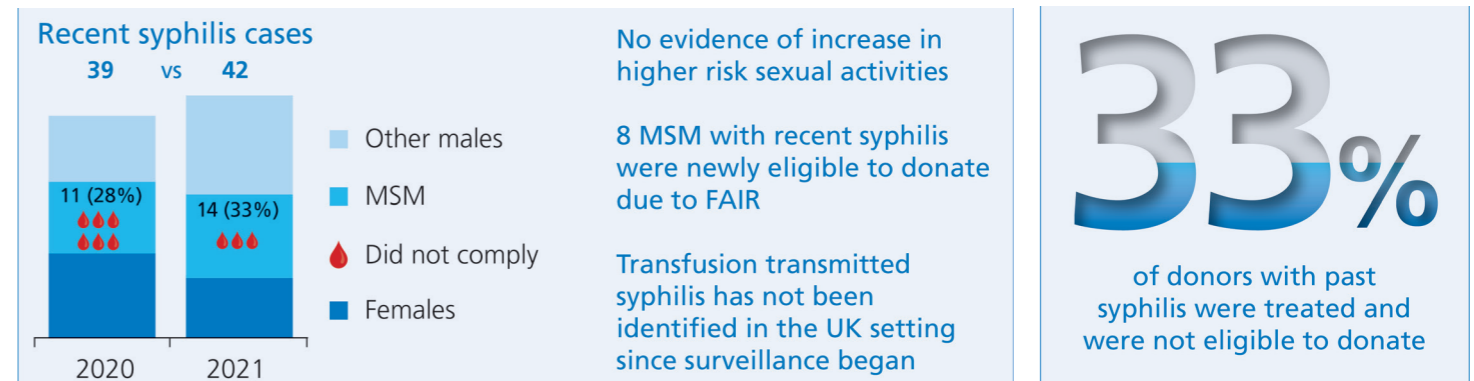 Recent syphilis cases
39 vs 42
11 (28%)
14 (33%)
2020
2021
Other males
MSM
Did not comply
Females
No evidence of increase in
higher risk sexual activities
8 MSM with recent syphilis
were newly eligible to donate
due to FAIR
Transfusion transmitted
syphilis has not been
identified in the UK setting
since surveillance began
33%
of donors with past
syphilis were treated and
were not eligible to donate